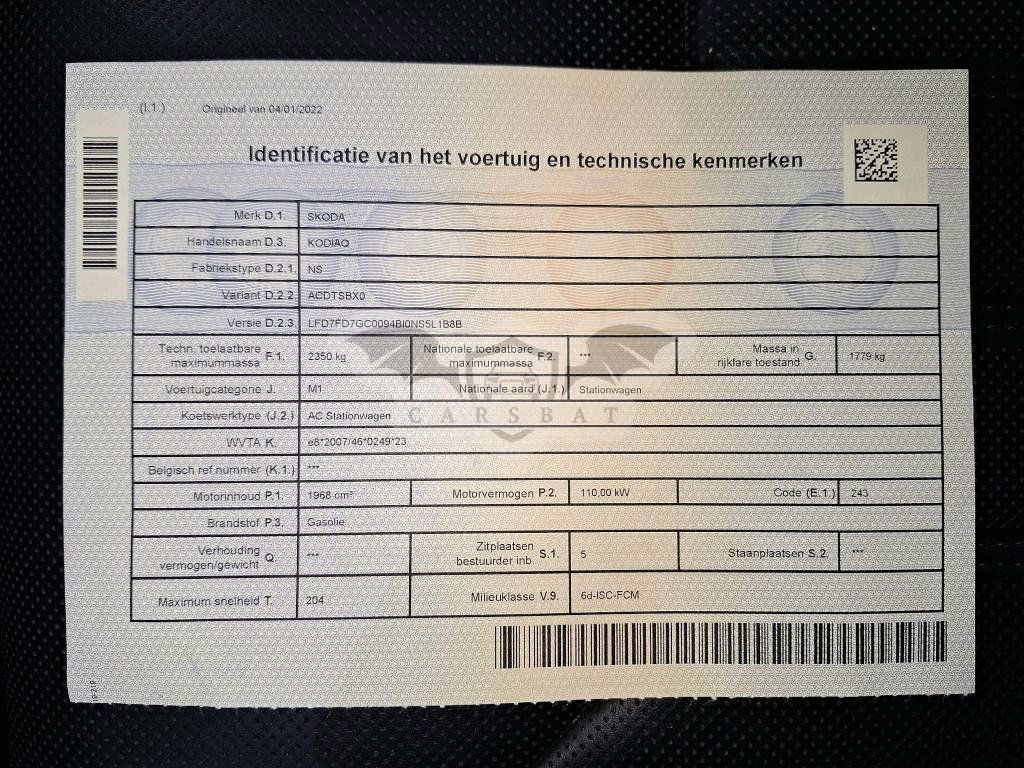 (I.1.) Origineel van 04/01/2022
Identificatie van het voertuig en technische kenmerken
Merk D.1. SKODA
Handelsnaam D.3. KODIAQ
Fabriekstype D.2.1. NS
Variant D.2.2. ACDTSBX0
Versie D.2.3. LFD7FD7GC0094BI0NS5L1B8B
Techn. toelaatbare maximummassa F.1. 2350 kg Nationale toelaatbare maximummassa F.2. *** Massa in rijklare toestand G. 1779 kg
Voertuigcategorie J. M1 Nationale aard (J.1.) Stationwagen
Koetswerktype (J.2.) AC Stationwagen
CARSBAT
WVTA K. e8*2007/46*0249*23
Belgisch ref.nummer (K.1.) ***
Motorinhoud P.1. 1968 cm³ Motorvermogen P.2. 110,00 kW Code (E.1.) 243
Brandstof P.3. Gasolie
Verhouding vermogen/gewicht Q. *** Zitplaatsen bestuurder inb. S.1. 5 Staanplaatsen S.2. ***
Maximum snelheid T. 204 Milieuklasse V.9. 6d-ISC-FCM